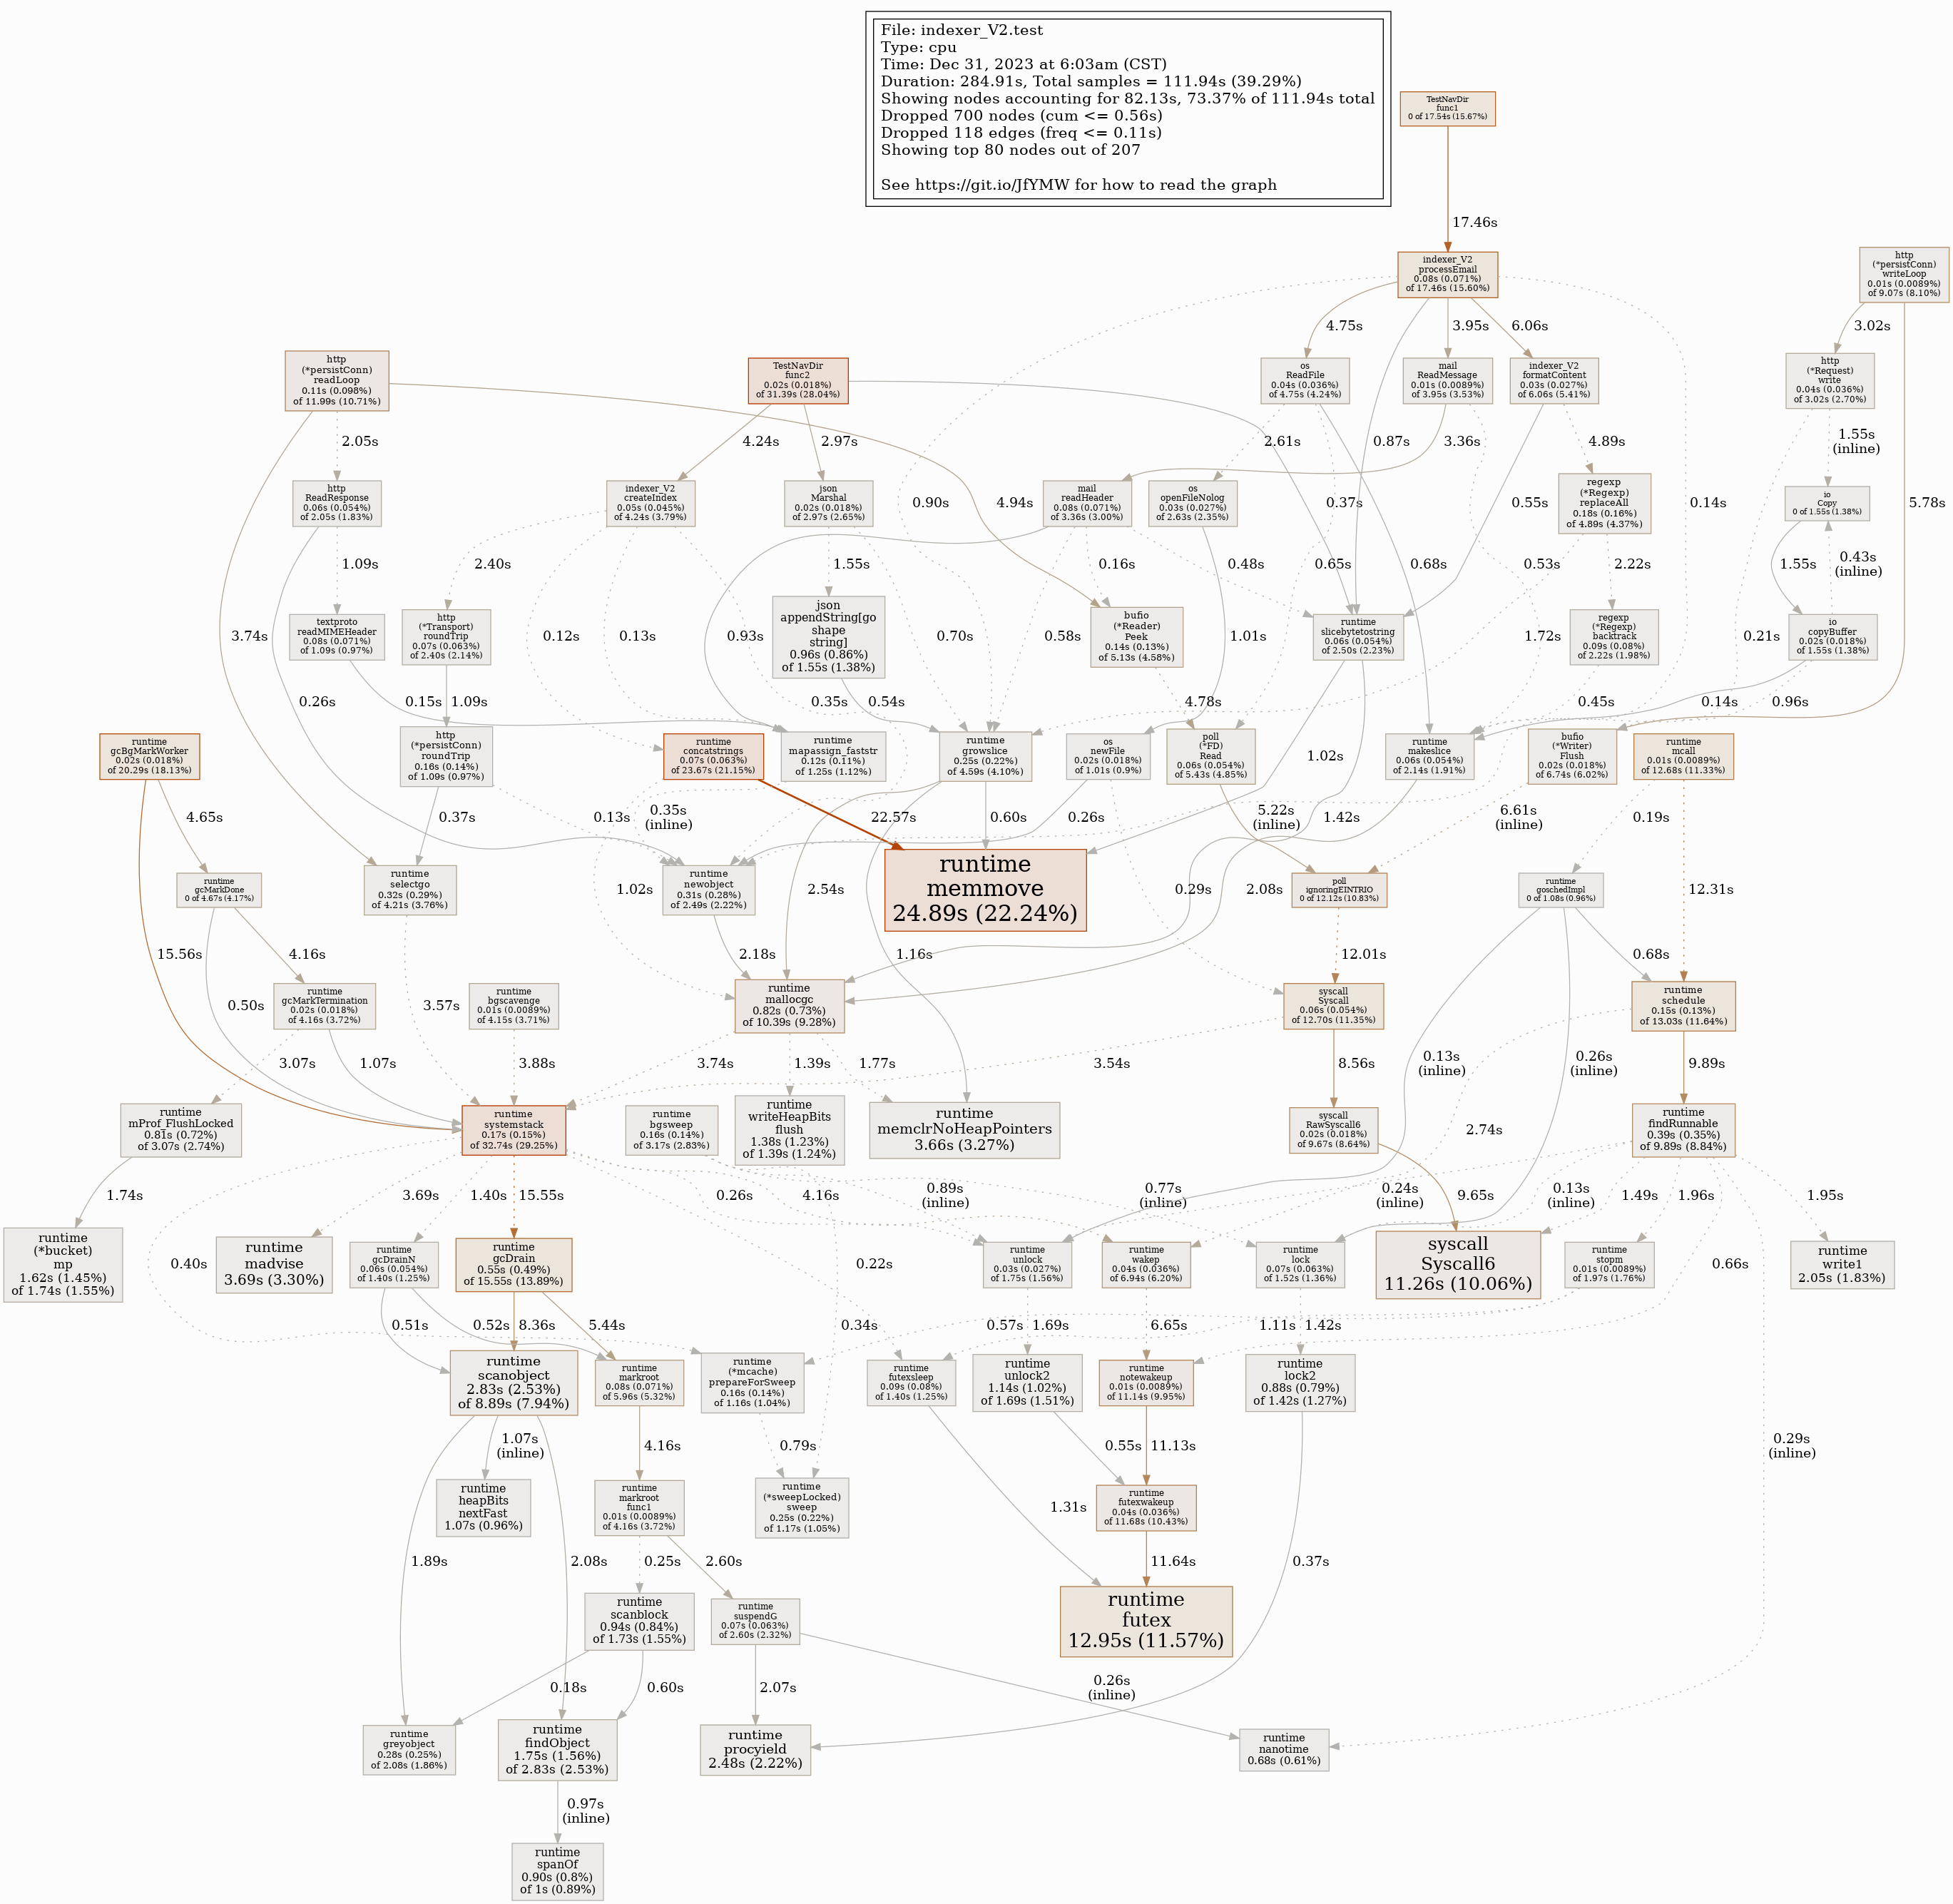 File: indexer_V2.test
Type: cpu
Time: Dec 31, 2023 at 6:03am (CST)
Duration: 284.91s, Total samples = 111.94s (39.29%)
Showing nodes accounting for 82.13s, 73.37% of 111.94s total
Dropped 700 nodes (cum <= 0.56s)
Dropped 118 edges (freq <= 0.11s)
Showing top 80 nodes out of 207
See https://git.io/JfYMW for how to read the graph
TestNavDir
func1
0 of 17.54s (15.67%)
17.46s
indexer_V2
processEmail
0.08s (0.071%)
of 17.46s (15.60%)
http
(*persistConn)
writeLoop
0.01s (0.0089%)
of 9.07s (8.10%)
4.75s
3.95s
6.06s
3.02s
http
(*persistConn)
readLoop
0.11s (0.098%)
of 11.99s (10.71%)
TestNavDir
func2
0.02s (0.018%)
of 31.39s (28.04%)
os
ReadFile
0.04s (0.036%)
of 4.75s (4.24%)
mail
ReadMessage
0.01s (0.0089%)
of 3.95s (3.53%)
indexer_V2
formatContent
0.03s (0.027%)
of 6.06s (5.41%)
http
(*Request)
write
0.04s (0.036%)
of 3.02s (2.70%)
2.05s
4.24s
2.97s
2.61s
0.87s
3.36s
4.89s
1.55s
(inline)
http
ReadResponse
0.06s (0.054%)
of 2.05s (1.83%)
indexer_V2
createIndex
0.05s (0.045%)
of 4.24s (3.79%)
json
Marshal
0.02s (0.018%)
of 2.97s (2.65%)
0.90s
4.94s
mail
readHeader
0.08s (0.071%)
of 3.36s (3.00%)
os
openFileNolog
0.03s (0.027%)
of 2.63s (2.35%)
0.37s
0.55s
regexp
(*Regexp)
replaceAll
0.18s (0.16%)
of 4.89s (4.37%)
0.14s
io
Copy
0 of 1.55s (1.38%)
5.78s
1.09s
2.40s
1.55s
0.16s
0.48s
0.65s
0.68s
0.53s
2.22s
1.55s
0.43s
(inline)
3.74s
textproto
readMIMEHeader
0.08s (0.071%)
of 1.09s (0.97%)
http
(*Transport)
roundTrip
0.07s (0.063%)
of 2.40s (2.14%)
0.12s
0.13s
0.93s
json
appendString[go
shape
string]
0.96s (0.86%)
of 1.55s (1.38%)
0.70s
0.58s
bufio
(*Reader)
Peek
0.14s (0.13%)
of 5.13s (4.58%)
1.01s
runtime
slicebytetostring
0.06s (0.054%)
of 2.50s (2.23%)
1.72s
regexp
(*Regexp)
backtrack
0.09s (0.08%)
of 2.22s (1.98%)
0.21s
io
copyBuffer
0.02s (0.018%)
of 1.55s (1.38%)
0.26s
0.15s
1.09s
0.35s
0.54s
4.78s
0.45s
0.14s
0.96s
runtime
gcBgMarkWorker
0.02s (0.018%)
of 20.29s (18.13%)
http
(*persistConn)
roundTrip
0.16s (0.14%)
of 1.09s (0.97%)
runtime
concatstrings
0.07s (0.063%)
of 23.67s (21.15%)
runtime
mapassign_faststr
0.12s (0.11%)
of 1.25s (1.12%)
runtime
growslice
0.25s (0.22%)
of 4.59s (4.10%)
os
newFile
0.02s (0.018%)
of 1.01s (0.9%)
poll
(*FD)
Read
0.06s (0.054%)
of 5.43s (4.85%)
1.02s
runtime
makeslice
0.06s (0.054%)
of 2.14s (1.91%)
bufio
(*Writer)
Flush
0.02s (0.018%)
of 6.74s (6.02%)
runtime
mcall
0.01s (0.0089%)
of 12.68s (11.33%)
4.65s
0.37s
0.13s
0.35s
(inline)
22.57s
0.60s
0.26s
5.22s
(inline)
1.42s
6.61s
(inline)
0.19s
runtime
gcMarkDone
0 of 4.67s (4.17%)
runtime
selectgo
0.32s (0.29%)
of 4.21s (3.76%)
1.02s
runtime
newobject
0.31s (0.28%)
of 2.49s (2.22%)
2.54s
runtime
memmove
24.89s (22.24%)
0.29s
2.08s
poll
ignoringEINTRIO
0 of 12.12s (10.83%)
runtime
goschedImpl
0 of 1.08s (0.96%)
12.31s
15.56s
4.16s
2.18s
1.16s
12.01s
0.68s
0.50s
runtime
gcMarkTermination
0.02s (0.018%)
of 4.16s (3.72%)
3.57s
runtime
bgscavenge
0.01s (0.0089%)
of 4.15s (3.71%)
runtime
mallocgc
0.82s (0.73%)
of 10.39s (9.28%)
syscall
Syscall
0.06s (0.054%)
of 12.70s (11.35%)
runtime
schedule
0.15s (0.13%)
of 13.03s (11.64%)
3.07s
1.07s
3.88s
3.74s
1.39s
1.77s
3.54s
8.56s
0.13s
(inline)
0.26s
(inline)
9.89s
runtime
mProf_FlushLocked
0.81s (0.72%)
of 3.07s (2.74%)
runtime
systemstack
0.17s (0.15%)
of 32.74s (29.25%)
runtime
bgsweep
0.16s (0.14%)
of 3.17s (2.83%)
runtime
writeHeapBits
flush
1.38s (1.23%)
of 1.39s (1.24%)
runtime
memclrNoHeapPointers
3.66s (3.27%)
syscall
RawSyscall6
0.02s (0.018%)
of 9.67s (8.64%)
2.74s
runtime
findRunnable
0.39s (0.35%)
of 9.89s (8.84%)
1.74s
3.69s
1.40s
15.55s
0.26s
4.16s
0.89s
(inline)
0.77s
(inline)
0.24s
(inline)
9.65s
0.13s
(inline)
1.49s
1.96s
1.95s
runtime
(*bucket)
mp
1.62s (1.45%)
of 1.74s (1.55%)
0.40s
runtime
madvise
3.69s (3.30%)
runtime
gcDrainN
0.06s (0.054%)
of 1.40s (1.25%)
runtime
gcDrain
0.55s (0.49%)
of 15.55s (13.89%)
0.22s
runtime
unlock
0.03s (0.027%)
of 1.75s (1.56%)
runtime
wakep
0.04s (0.036%)
of 6.94s (6.20%)
runtime
lock
0.07s (0.063%)
of 1.52s (1.36%)
syscall
Syscall6
11.26s (10.06%)
runtime
stopm
0.01s (0.0089%)
of 1.97s (1.76%)
0.66s
runtime
write1
2.05s (1.83%)
0.51s
0.52s
8.36s
5.44s
0.34s
0.57s
1.69s
6.65s
1.11s
1.42s
runtime
scanobject
2.83s (2.53%)
of 8.89s (7.94%)
runtime
markroot
0.08s (0.071%)
of 5.96s (5.32%)
runtime
(*mcache)
prepareForSweep
0.16s (0.14%)
of 1.16s (1.04%)
runtime
futexsleep
0.09s (0.08%)
of 1.40s (1.25%)
runtime
unlock2
1.14s (1.02%)
of 1.69s (1.51%)
runtime
notewakeup
0.01s (0.0089%)
of 11.14s (9.95%)
runtime
lock2
0.88s (0.79%)
of 1.42s (1.27%)
1.07s
(inline)
4.16s
0.79s
0.55s
11.13s
0.29s
(inline)
runtime
heapBits
nextFast
1.07s (0.96%)
runtime
markroot
func1
0.01s (0.0089%)
of 4.16s (3.72%)
runtime
(*sweepLocked)
sweep
0.25s (0.22%)
of 1.17s (1.05%)
1.31s
runtime
futexwakeup
0.04s (0.036%)
of 11.68s (10.43%)
1.89s
2.08s
0.25s
2.60s
11.64s
0.37s
runtime
scanblock
0.94s (0.84%)
of 1.73s (1.55%)
runtime
suspendG
0.07s (0.063%)
of 2.60s (2.32%)
runtime
futex
12.95s (11.57%)
0.18s
0.60s
2.07s
0.26s
(inline)
runtime
greyobject
0.28s (0.25%)
of 2.08s (1.86%)
runtime
findObject
1.75s (1.56%)
of 2.83s (2.53%)
runtime
procyield
2.48s (2.22%)
runtime
nanotime
0.68s (0.61%)
0.97s
(inline)
runtime
spanOf
0.90s (0.8%)
of 1s (0.89%)